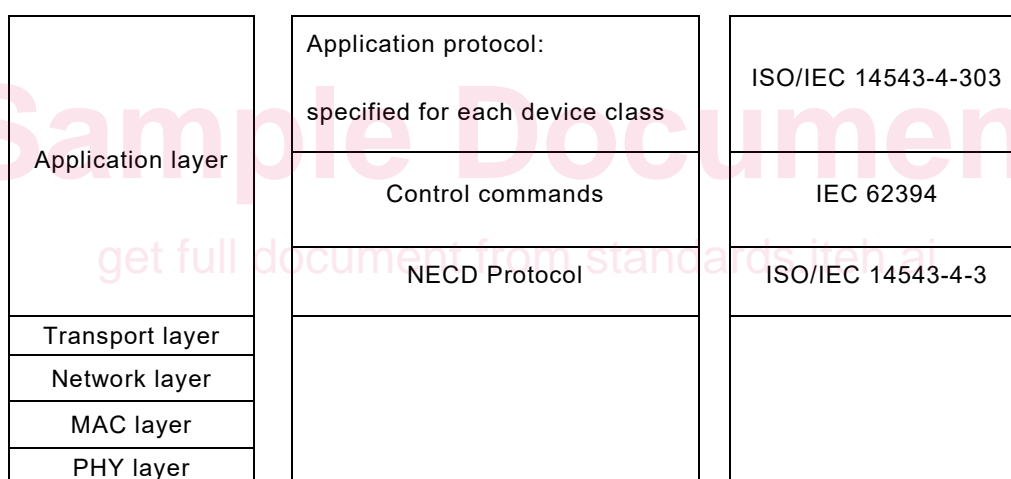 Application protocol:
specified for each device class
ISO/IEC 14543-4-303
Application layer
Control commands
IEC 62394
NECD Protocol
ISO/IEC 14543-4-3
Transport layer
Network layer
MAC layer
PHY layer
Sample Documen
get full document from standards.iteh.ai